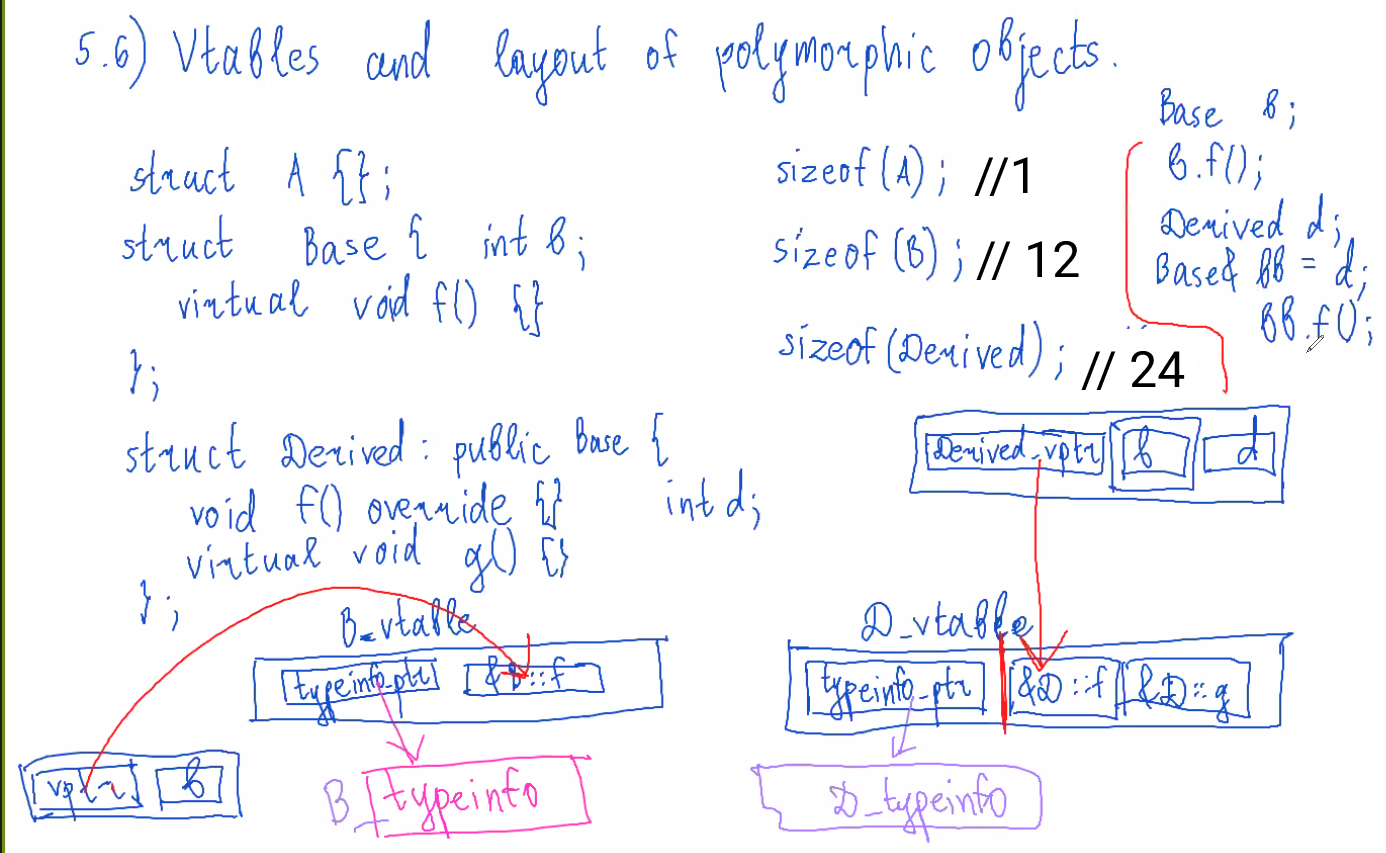 5.6) Vtables and layout of polymorphic objects.
struct A {};
struct Base { int b;
virtual void f() {}
};
struct Derived : public Base {
void f() override {} int d;
virtual void g() {}
};
sizeof(A); //1
sizeof(B); // 12
sizeof(Derived); // 24
Base b;
b.f();
Derived d;
Base& bb = d;
bb.f();
Derived_vptr b d
B_vtable
typeinfo_ptr &B::f
vptr b
B_typeinfo
D_vtable
typeinfo_ptr &D::f &D::g
D_typeinfo